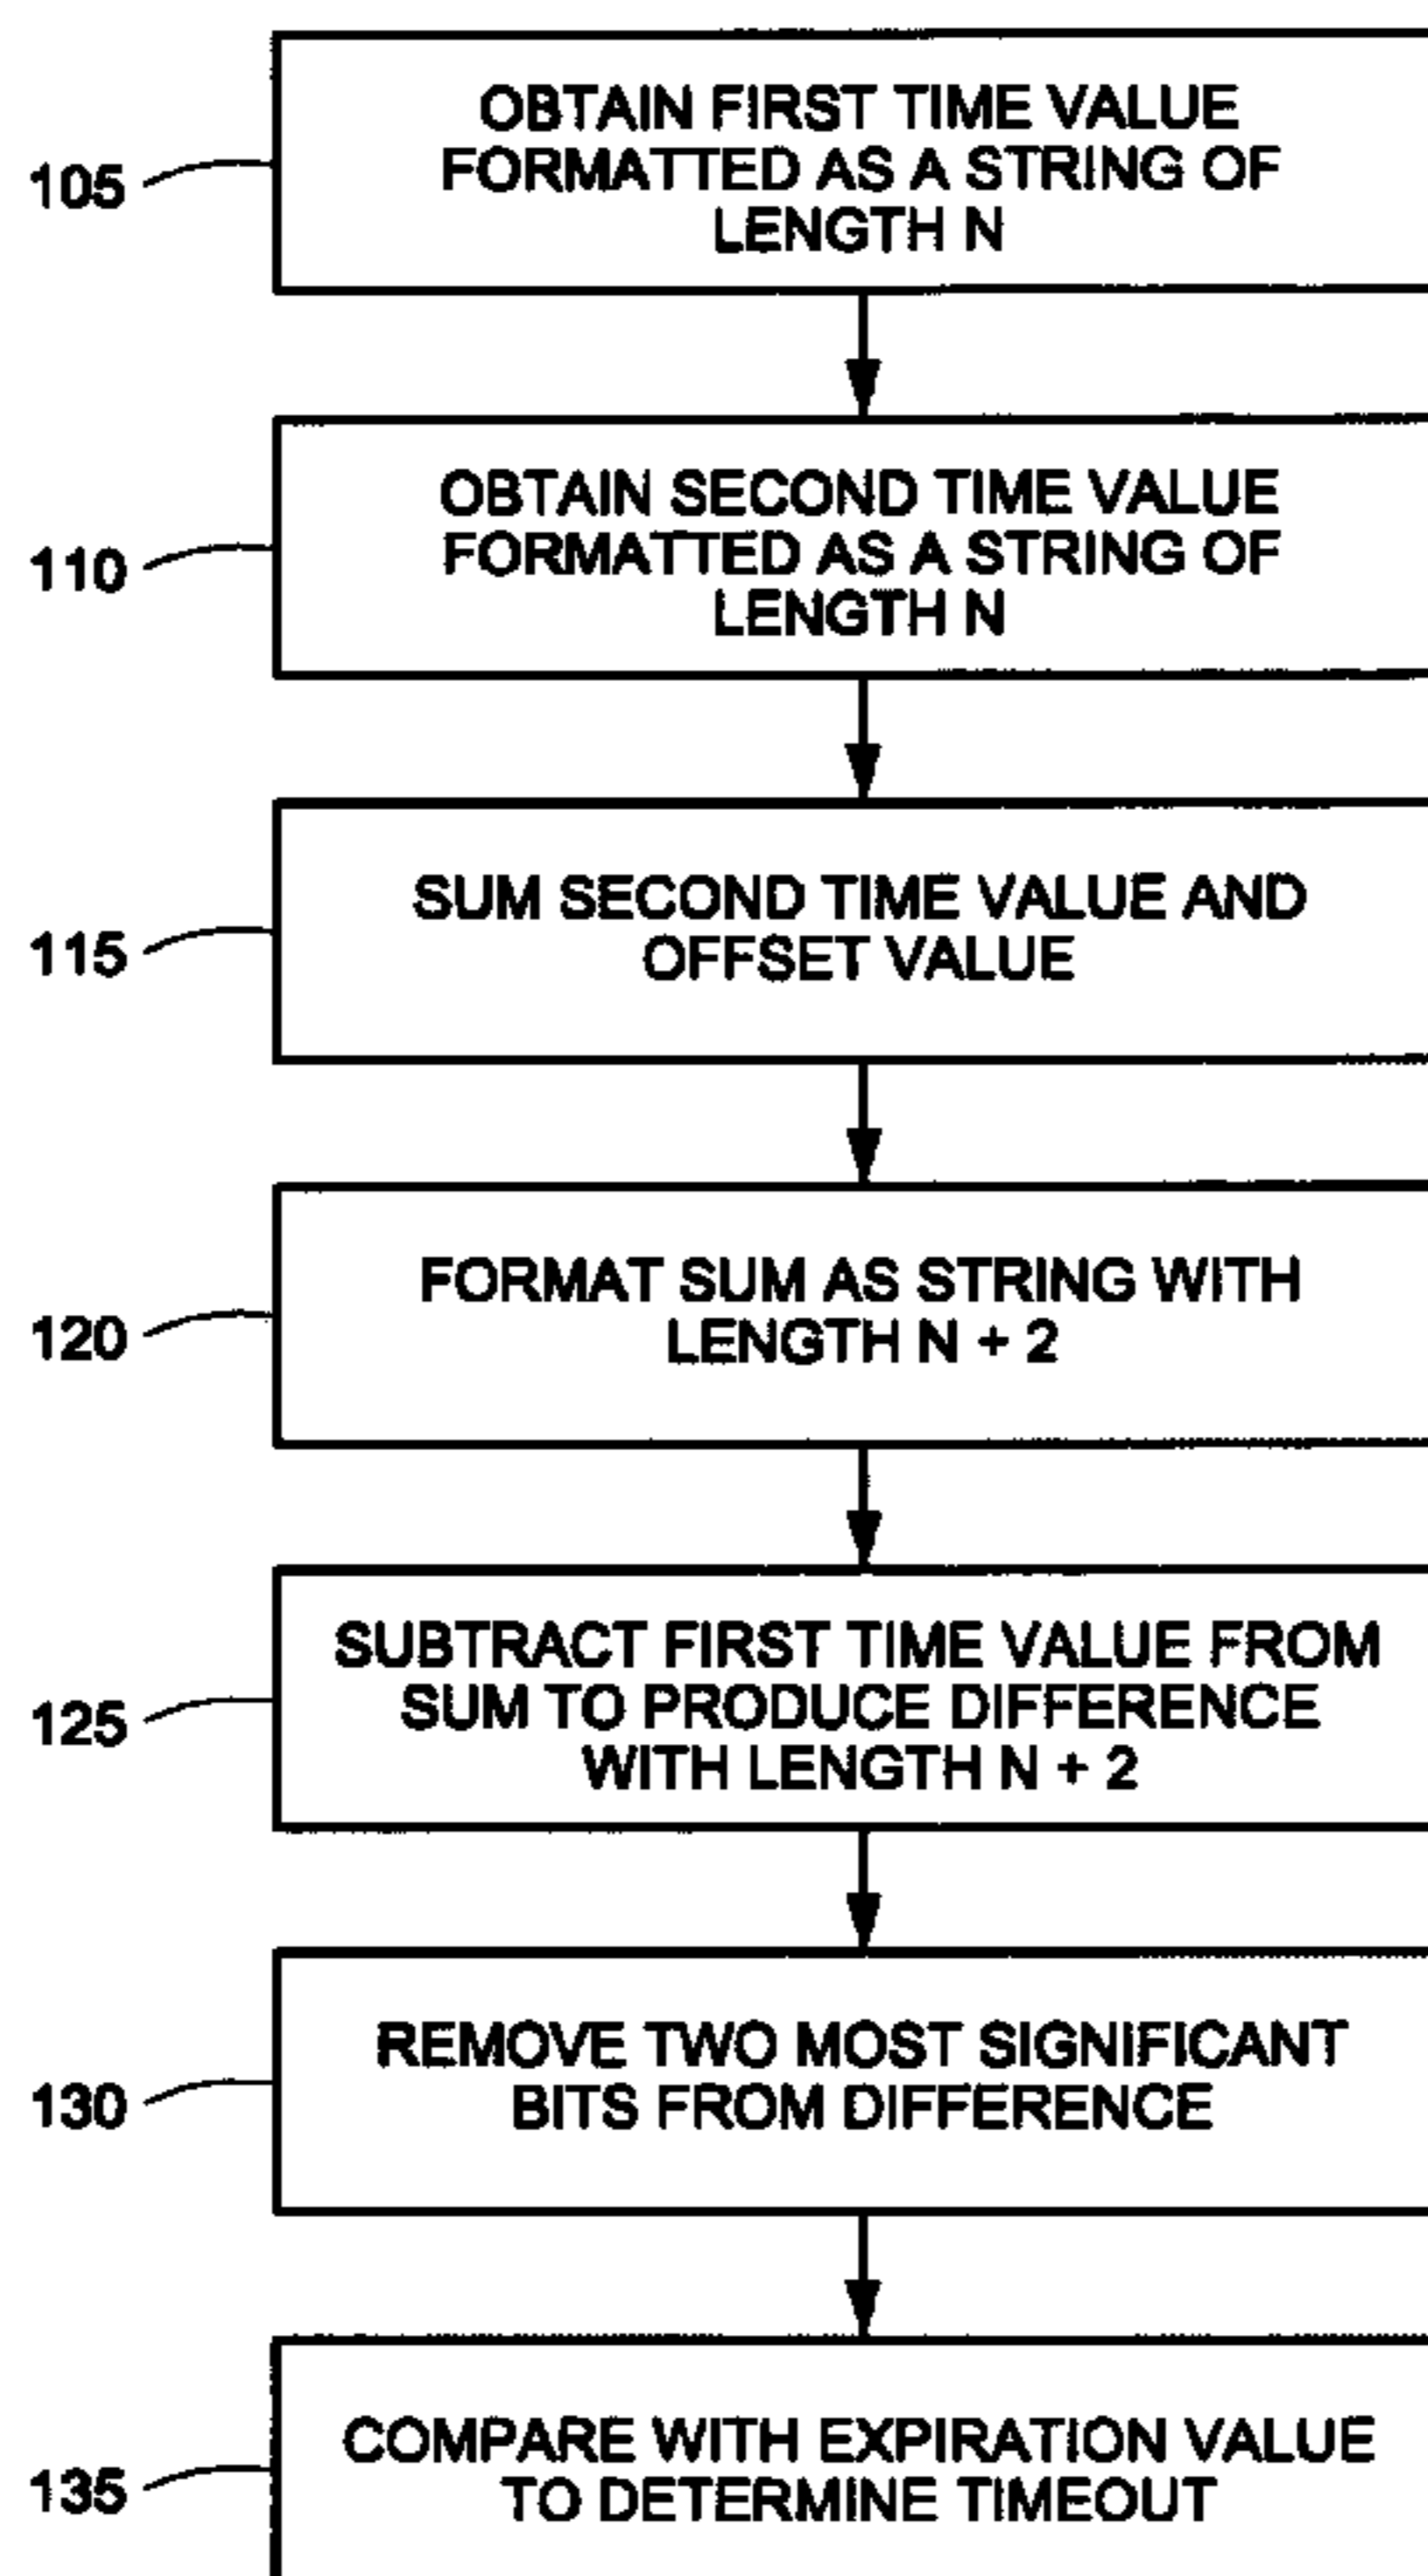 OBTAIN FIRST TIME VALUE
FORMATTED AS A STRING OF
LENGTH N
105
OBTAIN SECOND TIME VALUE
FORMATTED AS A STRING OF
LENGTH N
110
SUM SECOND TIME VALUE AND
OFFSET VALUE
115
FORMAT SUM AS STRING WITH
LENGTH N + 2
120
SUBTRACT FIRST TIME VALUE FROM
SUM TO PRODUCE DIFFERENCE
WITH LENGTH N + 2
125
REMOVE TWO MOST SIGNIFICANT
BITS FROM DIFFERENCE
130
COMPARE WITH EXPIRATION VALUE
TO DETERMINE TIMEOUT
135